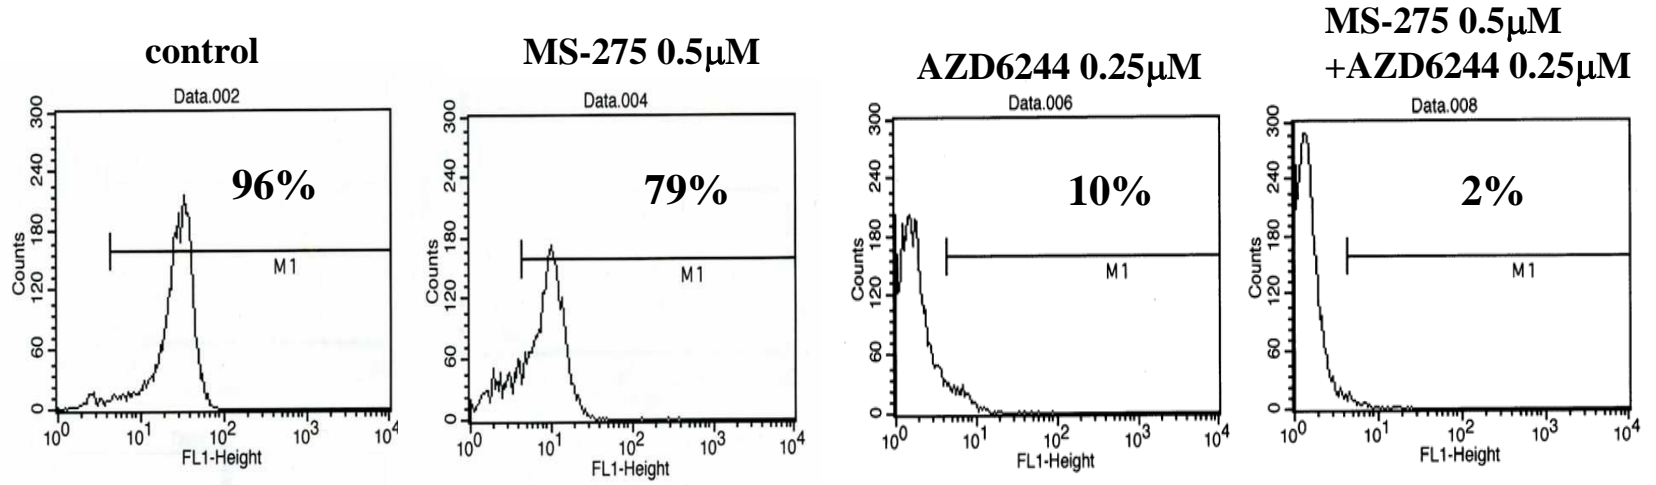 control
Data.002
96%
M1
Counts
300
240
180
120
60
0
10⁰ 10¹ 10² 10³ 10⁴
FL1-Height
MS-275 0.5μM
Data.004
79%
M1
Counts
300
240
180
120
60
0
10⁰ 10¹ 10² 10³ 10⁴
FL1-Height
AZD6244 0.25μM
Data.006
10%
M1
Counts
300
240
180
120
60
0
10⁰ 10¹ 10² 10³ 10⁴
FL1-Height
MS-275 0.5μM
+AZD6244 0.25μM
Data.008
2%
M1
Counts
300
240
180
120
60
0
10⁰ 10¹ 10² 10³ 10⁴
FL1-Height